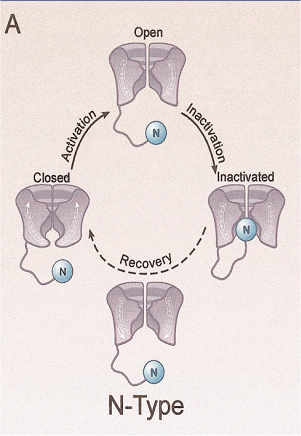 A
Open
N
Activation
Inactivation
Closed
Inactivated
N
N
Recovery
N
N-Type